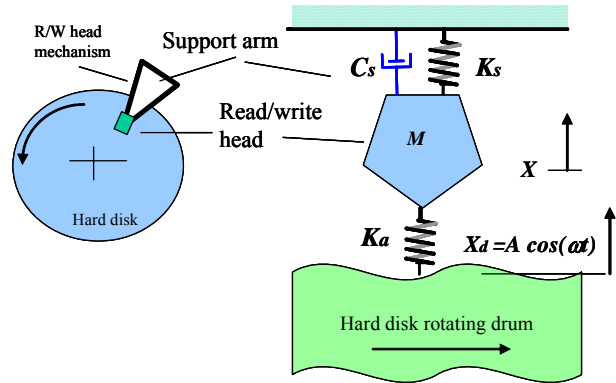 R/W head
mechanism
Support arm
Read/write
head
Hard disk
Cs
Ks
M
X
Ka
Xd =A cos(ωt)
Hard disk rotating drum